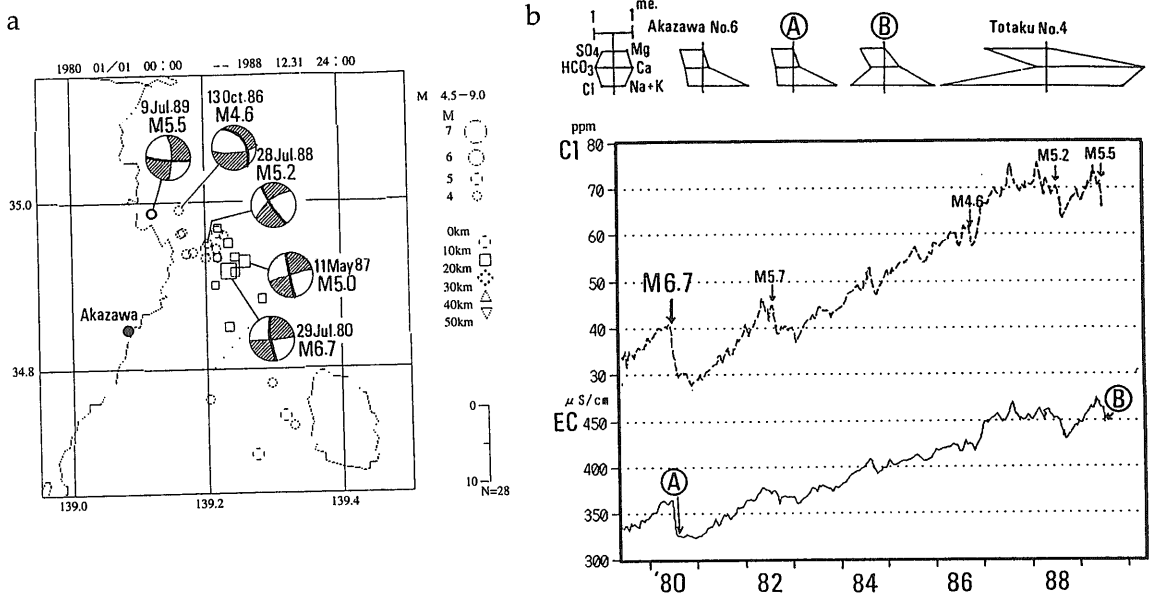 a
1980 01/01 00:00 -- 1988 12.31 24:00
9Jul.89
M5.5
13Oct.86
M4.6
28Jul.88
M5.2
11May87
M5.0
29Jul.80
M6.7
Akazawa
35.0
34.8
139.0
139.2
139.4
M 4.5-9.0
M
7
6
5
4
0km
10km
20km
30km
40km
50km
0
10
N=28
b
1 1 me.
SO4 Mg
HCO3 Ca
Cl Na+K
Akazawa No.6
A
B
Totaku No.4
ppm
Cl
80
70
60
50
40
30
M6.7
M5.7
M4.6
M5.2
M5.5
μS/cm
EC
450
400
350
300
A
B
'80 82 84 86 88